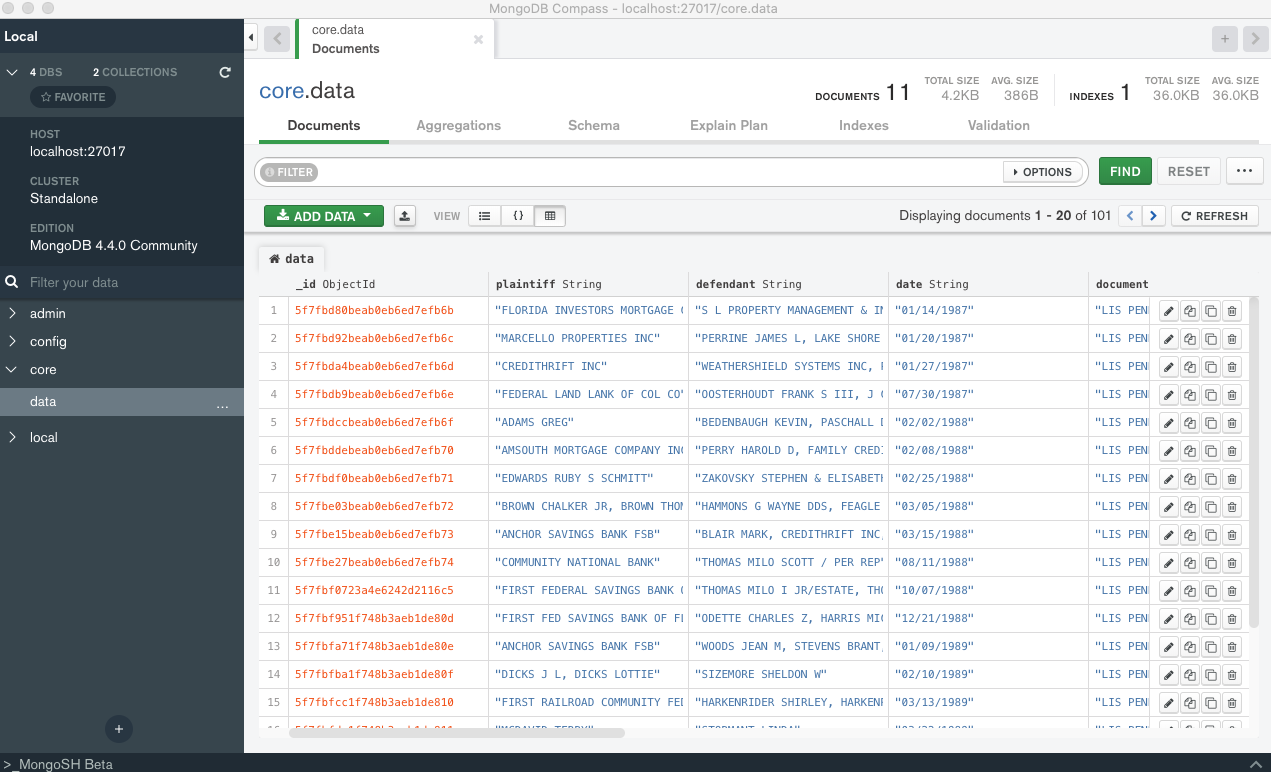 MongoDB Compass - localhost:27017/core.data
Local
4 DBS 2 COLLECTIONS
FAVORITE
HOST
localhost:27017
CLUSTER
Standalone
EDITION
MongoDB 4.4.0 Community
Filter your data
admin
config
core
data ...
local
>_MongoSH Beta
core.data
Documents
core.data
DOCUMENTS 11 TOTAL SIZE 4.2KB AVG. SIZE 386B INDEXES 1 TOTAL SIZE 36.0KB AVG. SIZE 36.0KB
Documents Aggregations Schema Explain Plan Indexes Validation
FILTER OPTIONS FIND RESET ...
ADD DATA VIEW {} Displaying documents 1 - 20 of 101 REFRESH
data
_id ObjectId plaintiff String defendant String date String document
1 5f7fbd80beab0eb6ed7efb6b "FLORIDA INVESTORS MORTGAGE "S L PROPERTY MANAGEMENT & "01/14/1987" "LIS PEN
2 5f7fbd92beab0eb6ed7efb6c "MARCELLO PROPERTIES INC" "PERRINE JAMES L, LAKE SHORE "01/20/1987" "LIS PEN
3 5f7fbda4beab0eb6ed7efb6d "CREDITHRIFT INC" "WEATHERSHIELD SYSTEMS INC, "01/27/1987" "LIS PEN
4 5f7fbdb9beab0eb6ed7efb6e "FEDERAL LAND LANK OF COL CO" "OOSTERHOUDT FRANK S III, J "07/30/1987" "LIS PEN
5 5f7fbdccbeab0eb6ed7efb6f "ADAMS GREG" "BEDENBAUGH KEVIN, PASCHALL "02/02/1988" "LIS PEN
6 5f7fbddebeab0eb6ed7efb70 "AMSOUTH MORTGAGE COMPANY INC "PERRY HAROLD D, FAMILY CRED "02/08/1988" "LIS PEN
7 5f7fbdf0beab0eb6ed7efb71 "EDWARDS RUBY S SCHMITT" "ZAKOVSKY STEPHEN & ELISABETH "02/25/1988" "LIS PEN
8 5f7fbe03beab0eb6ed7efb72 "BROWN CHALKER JR, BROWN THOM "HAMMONS G WAYNE DDS, FEAGLE "03/05/1988" "LIS PEN
9 5f7fbe15beab0eb6ed7efb73 "ANCHOR SAVINGS BANK FSB" "BLAIR MARK, CREDITHRIFT INC, "03/15/1988" "LIS PEN
10 5f7fbe27beab0eb6ed7efb74 "COMMUNITY NATIONAL BANK" "THOMAS MILO SCOTT / PER REP" "08/11/1988" "LIS PEN
11 5f7fbf0723a4e6242d2116c5 "FIRST FEDERAL SAVINGS BANK "THOMAS MILO I JR/ESTATE, THO "10/07/1988" "LIS PEN
12 5f7fbf951f748b3aeb1de80d "FIRST FED SAVINGS BANK OF FL "ODETTE CHARLES Z, HARRIS MIC "12/21/1988" "LIS PEN
13 5f7fbfa71f748b3aeb1de80e "ANCHOR SAVINGS BANK FSB" "WOODS JEAN M, STEVENS BRANT, "01/09/1989" "LIS PEN
14 5f7fbfba1f748b3aeb1de80f "DICKS J L, DICKS LOTTIE" "SIZEMORE SHELDON W" "02/10/1989" "LIS PEN
15 5f7fbfcc1f748b3aeb1de810 "FIRST RAILROAD COMMUNITY FED "HARKENRIDER SHIRLEY, HARKENR "03/13/1989" "LIS PEN